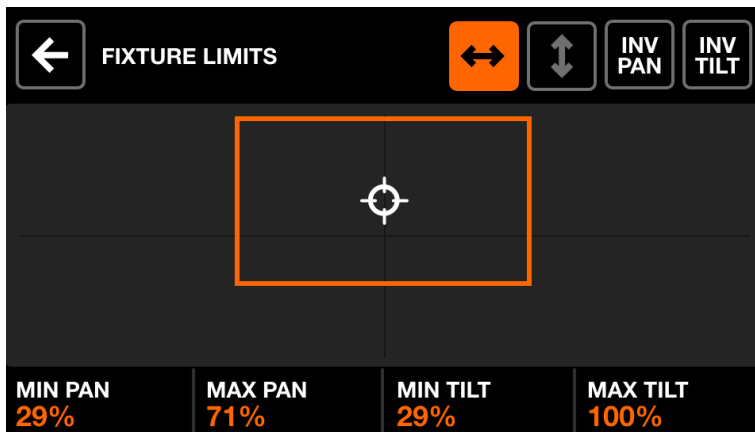 FIXTURE LIMITS
INV
PAN
INV
TILT
MIN PAN
29%
MAX PAN
71%
MIN TILT
29%
MAX TILT
100%